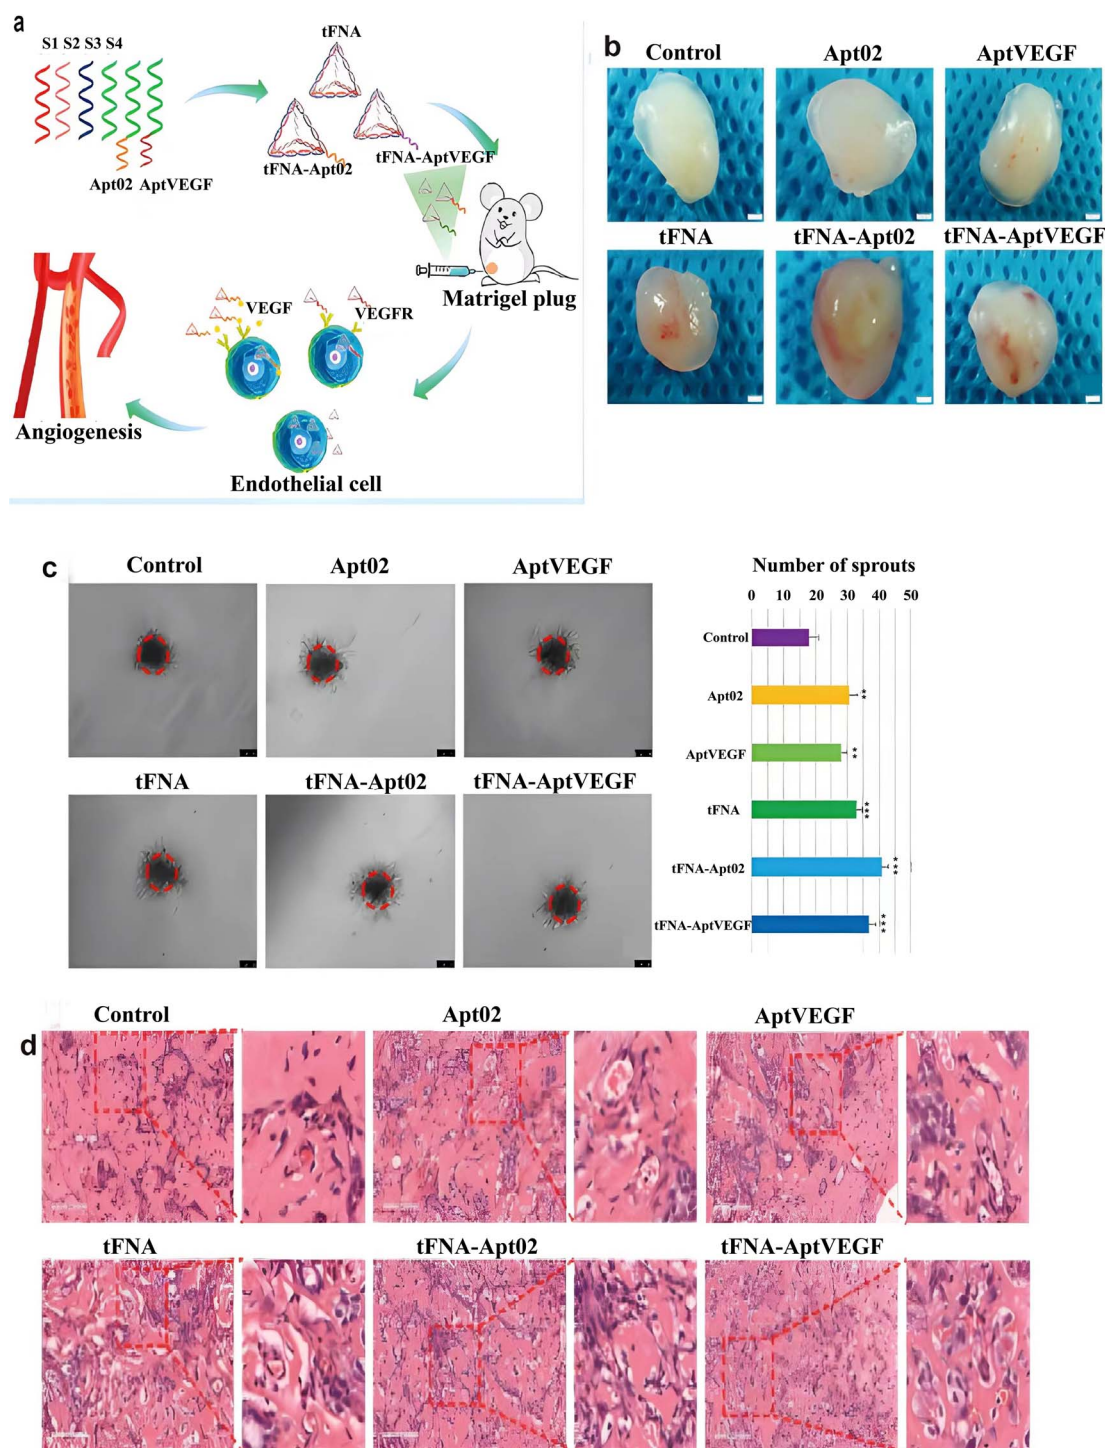 a
S1 S2 S3 S4
Apt02 AptVEGF
tFNA
tFNA-Apt02
tFNA-AptVEGF
Matrigel plug
VEGF
VEGFR
Endothelial cell
Angiogenesis
b
Control Apt02 AptVEGF
tFNA tFNA-Apt02 tFNA-AptVEGF
c
Control Apt02 AptVEGF
tFNA tFNA-Apt02 tFNA-AptVEGF
Number of sprouts
0 10 20 30 40 50
Control
Apt02 **
AptVEGF **
tFNA ***
tFNA-Apt02 ***
tFNA-AptVEGF ***
d
Control Apt02 AptVEGF
tFNA tFNA-Apt02 tFNA-AptVEGF